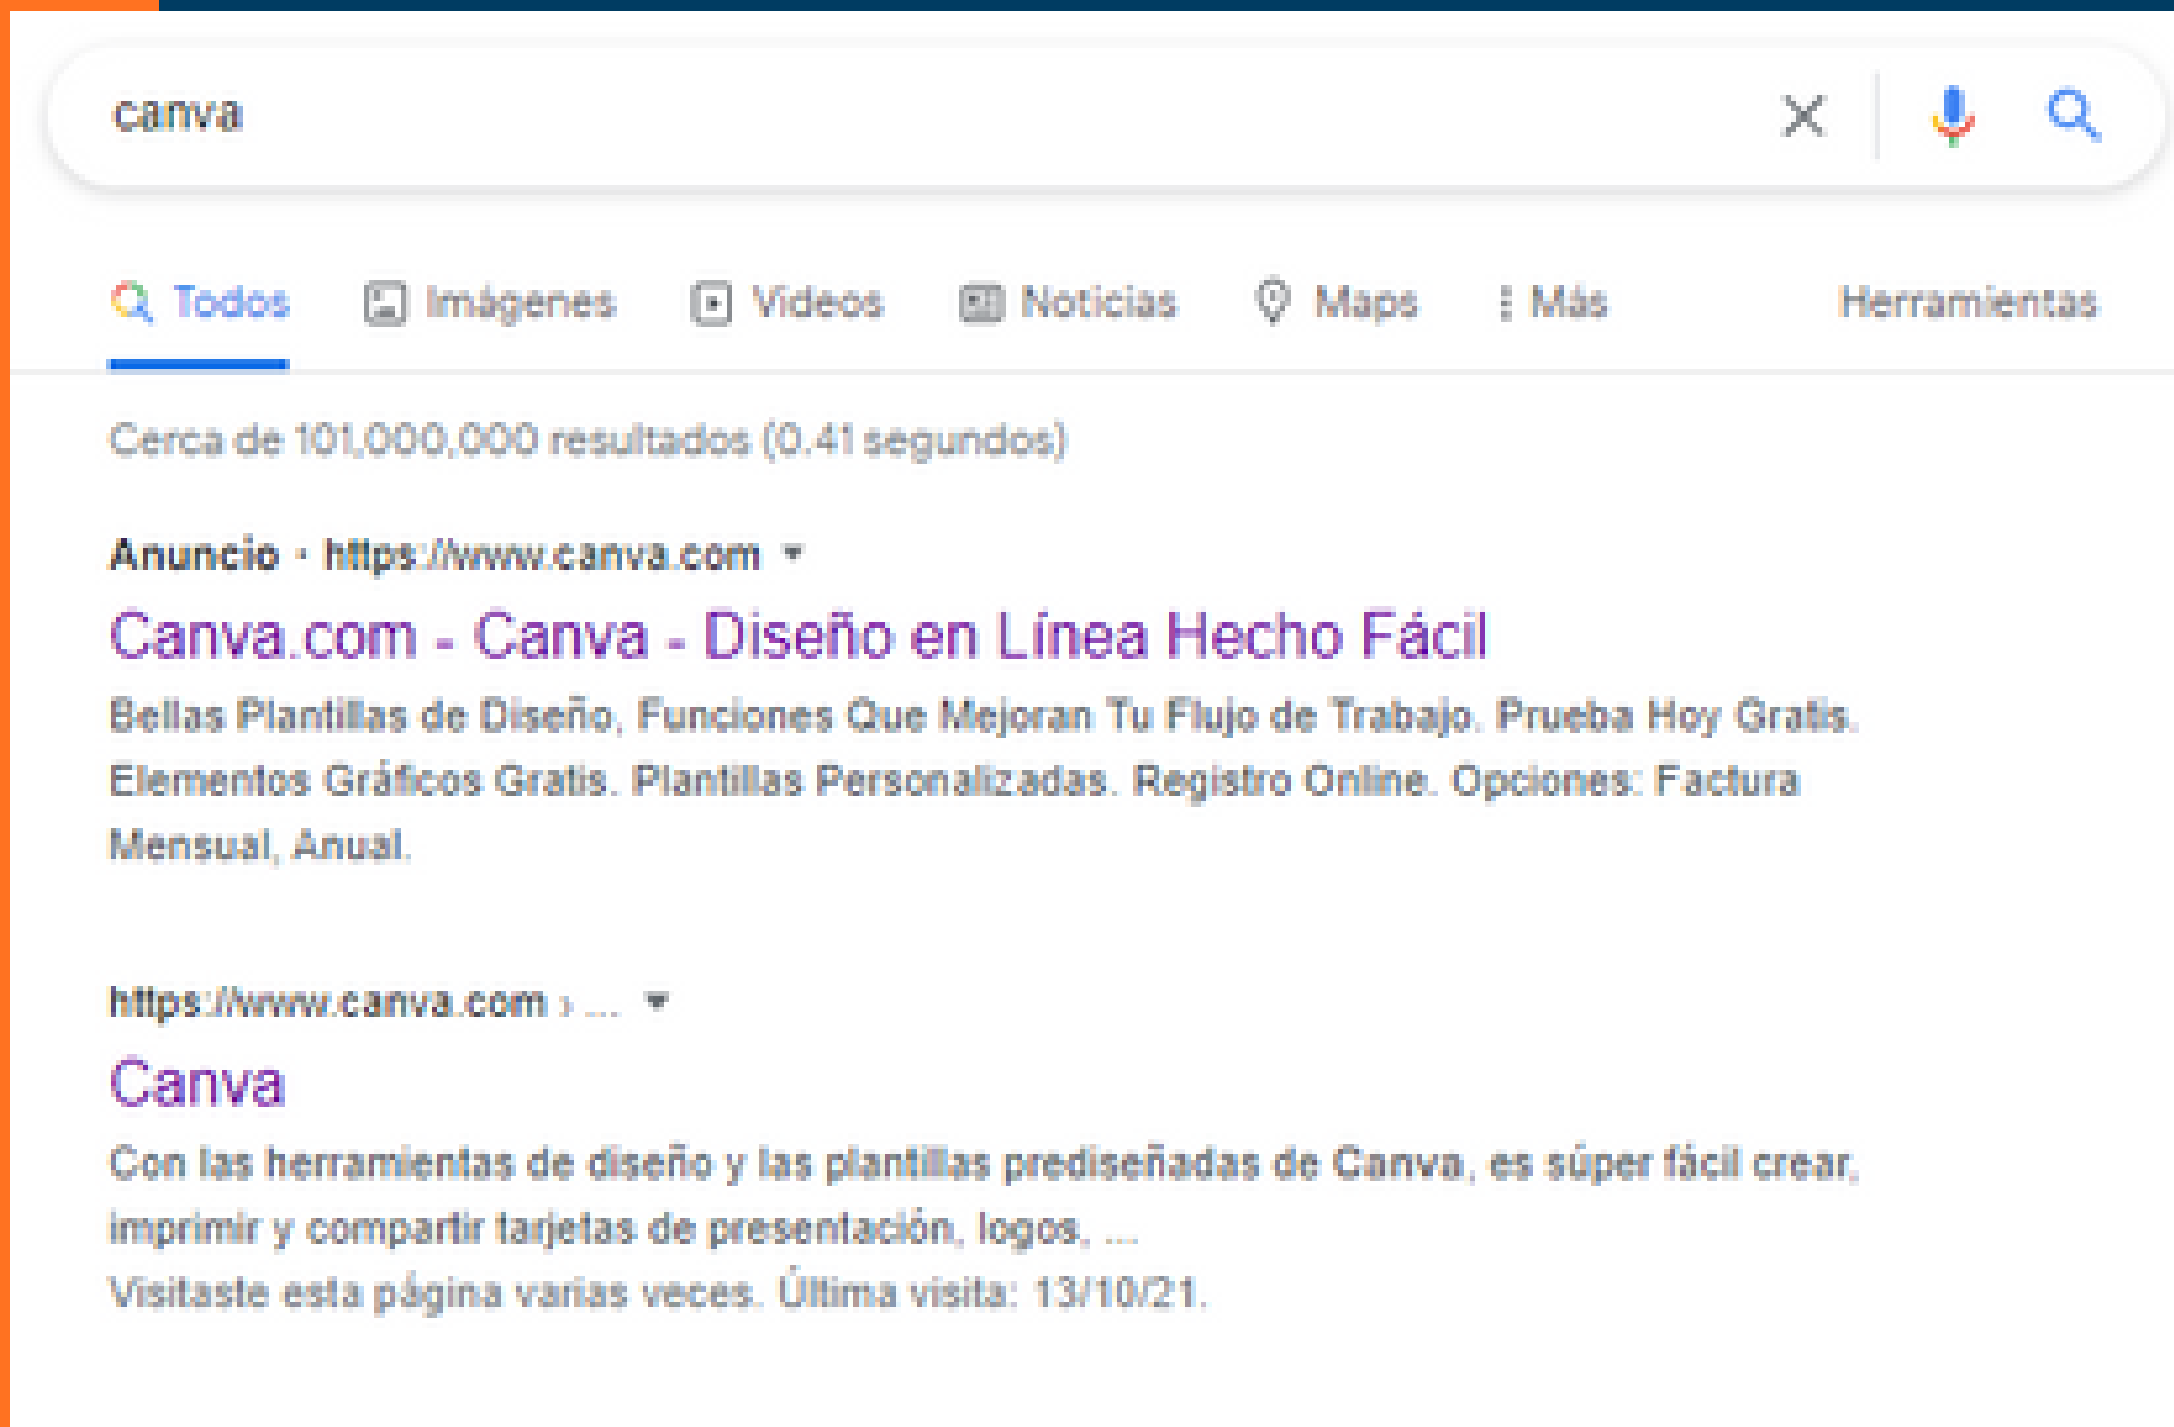 canva
Todos Imágenes Videos Noticias Maps Más Herramientas
Cerca de 101,000,000 resultados (0.41 segundos)
Anuncio · https://www.canva.com
Canva.com - Canva - Diseño en Línea Hecho Fácil
Bellas Plantillas de Diseño, Funciones Que Mejoran Tu Flujo de Trabajo. Prueba Hoy Gratis.
Elementos Gráficos Gratis. Plantillas Personalizadas. Registro Online. Opciones: Factura
Mensual, Anual.
https://www.canva.com › ...
Canva
Con las herramientas de diseño y las plantillas prediseñadas de Canva, es súper fácil crear,
imprimir y compartir tarjetas de presentación, logos, ...
Visitaste esta página varias veces. Última visita: 13/10/21.